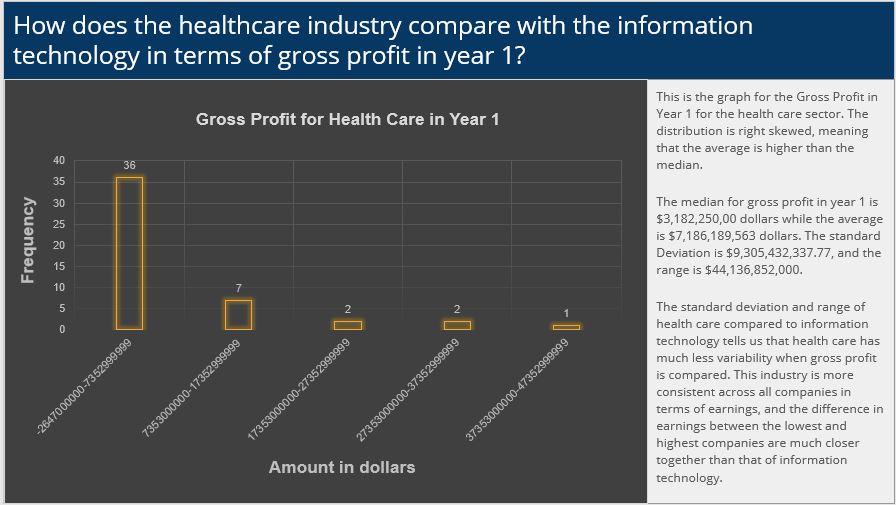 How does the healthcare industry compare with the information
technology in terms of gross profit in year 1?
Gross Profit for Health Care in Year 1
Frequency
40
35
30
25
20
15
10
5
0
36
7
2
2
1
-2647000000-7352999999
7353000000-17352999999
17353000000-27352999999
27353000000-37352999999
37353000000-47352999999
Amount in dollars
This is the graph for the Gross Profit in
Year 1 for the health care sector. The
distribution is right skewed, meaning
that the average is higher than the
median.
The median for gross profit in year 1 is
$3,182,250,00 dollars while the average
is $7,186,189,563 dollars. The standard
Deviation is $9,305,432,337.77, and the
range is $44,136,852,000.
The standard deviation and range of
health care compared to information
technology tells us that health care has
much less variability when gross profit
is compared. This industry is more
consistent across all companies in
terms of earnings, and the difference in
earnings between the lowest and
highest companies are much closer
together than that of information
technology.